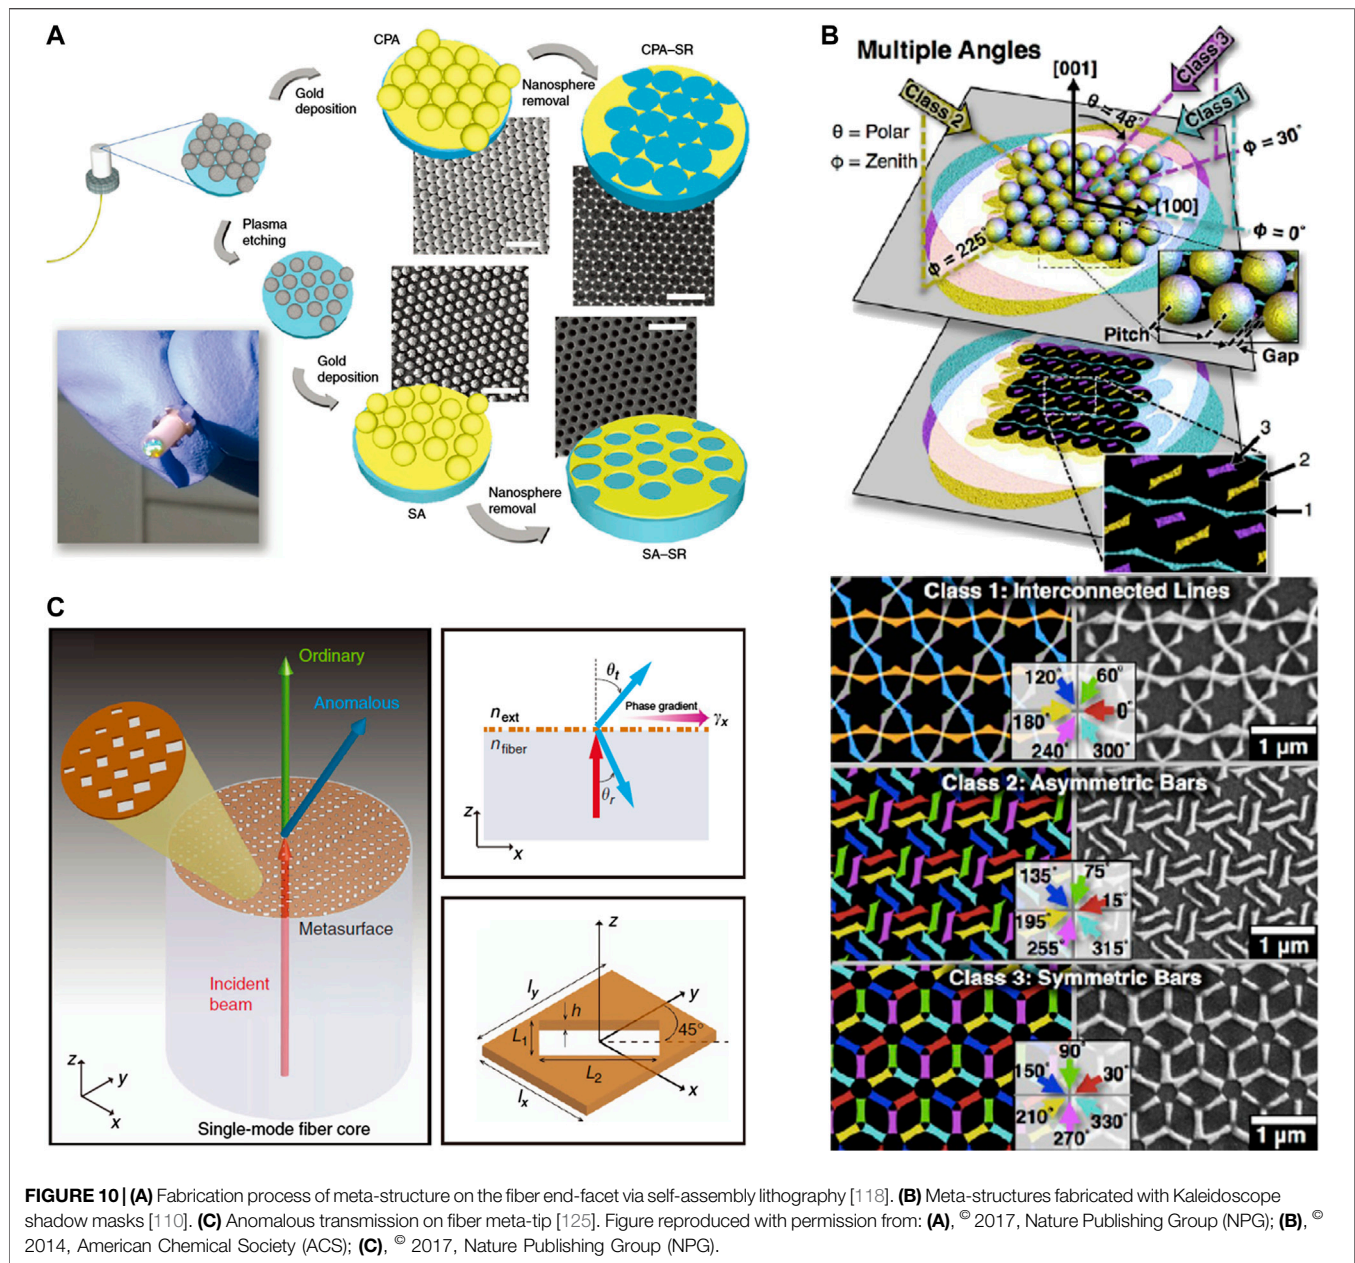 A
CPA
CPA–SR
Gold
deposition
Nanosphere
removal
Plasma
etching
Gold
deposition
SA
Nanosphere
removal
SA–SR
B
Multiple Angles
[001]
Class 3
Class 2
θ = 48°
Class 1
θ = Polar
ϕ = Zenith
ϕ = 30°
[100]
ϕ = 225°
ϕ = 0°
Pitch
Gap
3
2
1
Class 1: Interconnected Lines
120°
60°
180°
0°
240°
300°
1 µm
Class 2: Asymmetric Bars
135°
75°
15°
195°
255°
315°
1 µm
Class 3: Symmetric Bars
90°
150°
30°
210°
330°
270°
1 µm
C
Ordinary
Anomalous
Metasurface
Incident
beam
z
y
x
Single-mode fiber core
θt
Phase gradient
γx
next
nfiber
θr
z
x
z
ly
y
h
L1
45°
L2
lx
x
FIGURE 10 | (A) Fabrication process of meta-structure on the fiber end-facet via self-assembly lithography [118]. (B) Meta-structures fabricated with Kaleidoscope
shadow masks [110]. (C) Anomalous transmission on fiber meta-tip [125]. Figure reproduced with permission from: (A), © 2017, Nature Publishing Group (NPG); (B), ©
2014, American Chemical Society (ACS); (C), © 2017, Nature Publishing Group (NPG).